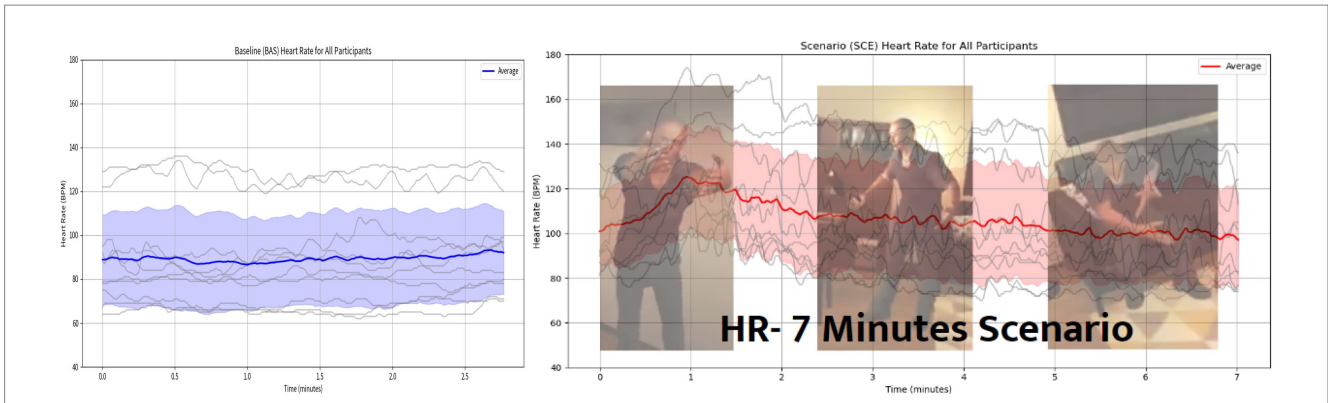 Baseline (BAS) Heart Rate for All Participants
180
160
140
120
100
80
60
40
Heart Rate (BPM)
Average
0.0 0.5 1.0 1.5 2.0 2.5
Time (minutes)
Scenario (SCE) Heart Rate for All Participants
180
160
140
120
100
80
60
40
Heart Rate (BPM)
Average
HR- 7 Minutes Scenario
0 1 2 3 4 5 6 7
Time (minutes)